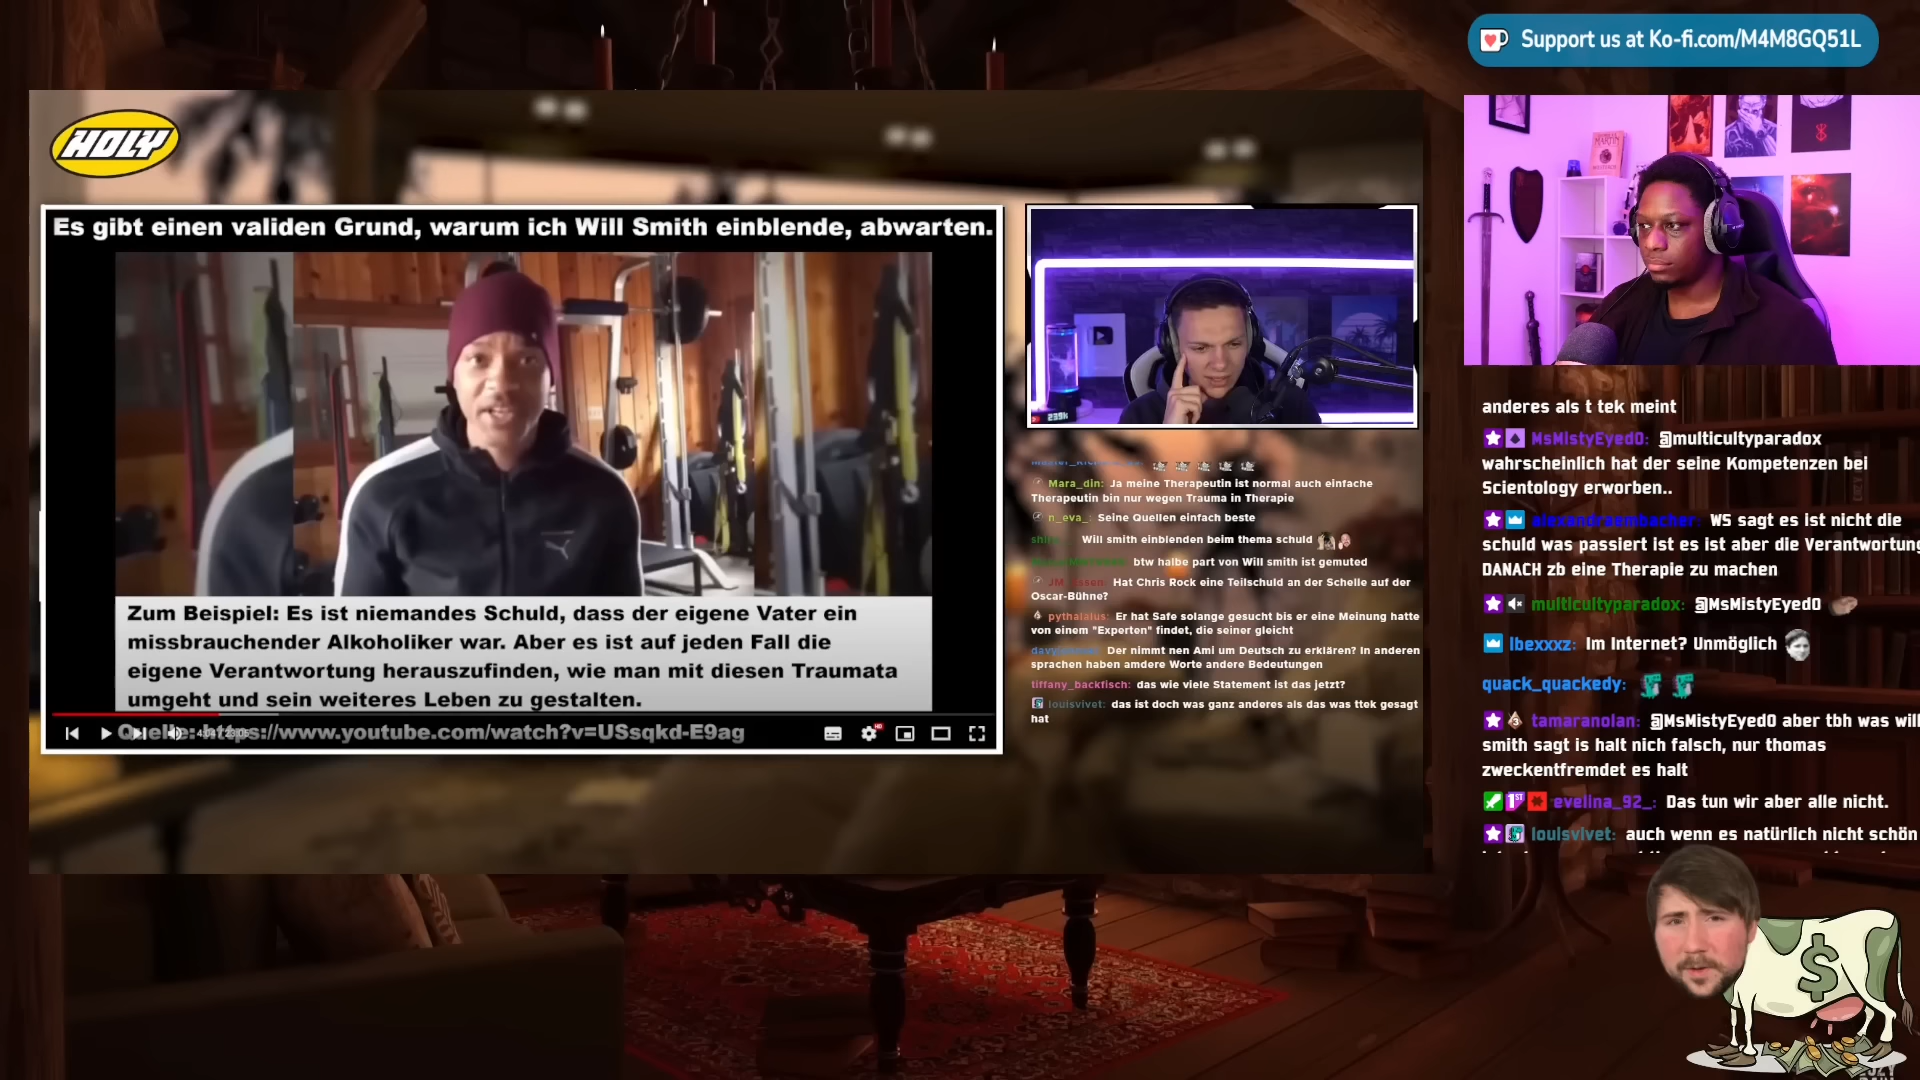 Support us at Ko-fi.com/M4M8GQ51L
HOLY
Es gibt einen validen Grund, warum ich Will Smith einblende, abwarten.
Zum Beispiel: Es ist niemandes Schuld, dass der eigene Vater ein
missbrauchender Alkoholiker war. Aber es ist auf jeden Fall die
eigene Verantwortung herauszufinden, wie man mit diesen Traumata
umgeht und sein weiteres Leben zu gestalten.
Quelle: https://www.youtube.com/watch?v=USsqkd-E9ag
239k
Mara_din: Ja meine Therapeutin ist normal auch einfache
Therapeutin bin nur wegen Trauma in Therapie
n_eva_: Seine Quellen einfach beste
Will smith einblenden beim thema schuld
btw halbe part von Will smith ist gemuted
Hat Chris Rock eine Teilschuld an der Schelle auf der
Oscar-Bühne?
pythalalus: Er hat Safe solange gesucht bis er eine Meinung hatte
von einem "Experten" findet, die seiner gleicht
Der nimmt nen Ami um Deutsch zu erklären? In anderen
sprachen haben amdere Worte andere Bedeutungen
tiffany_backfisch: das wie viele Statement ist das jetzt?
louisvivet: das ist doch was ganz anderes als das was ttek gesagt
hat
MARTIN
anderes als t tek meint
MsMistyEyed0: @multicultyparadox
wahrscheinlich hat der seine Kompetenzen bei
Scientology erworben..
WS sagt es ist nicht die
schuld was passiert ist es ist aber die Verantwortung
DANACH zb eine Therapie zu machen
multicultyparadox: @MsMistyEyed0
lbexxxz: Im Internet? Unmöglich
quack_quackedy:
tamaranolan: @MsMistyEyed0 aber tbh was will
smith sagt is halt nich falsch, nur thomas
zweckentfremdet es halt
1ST evelina_92_: Das tun wir aber alle nicht.
louisvivet: auch wenn es natürlich nicht schön
$